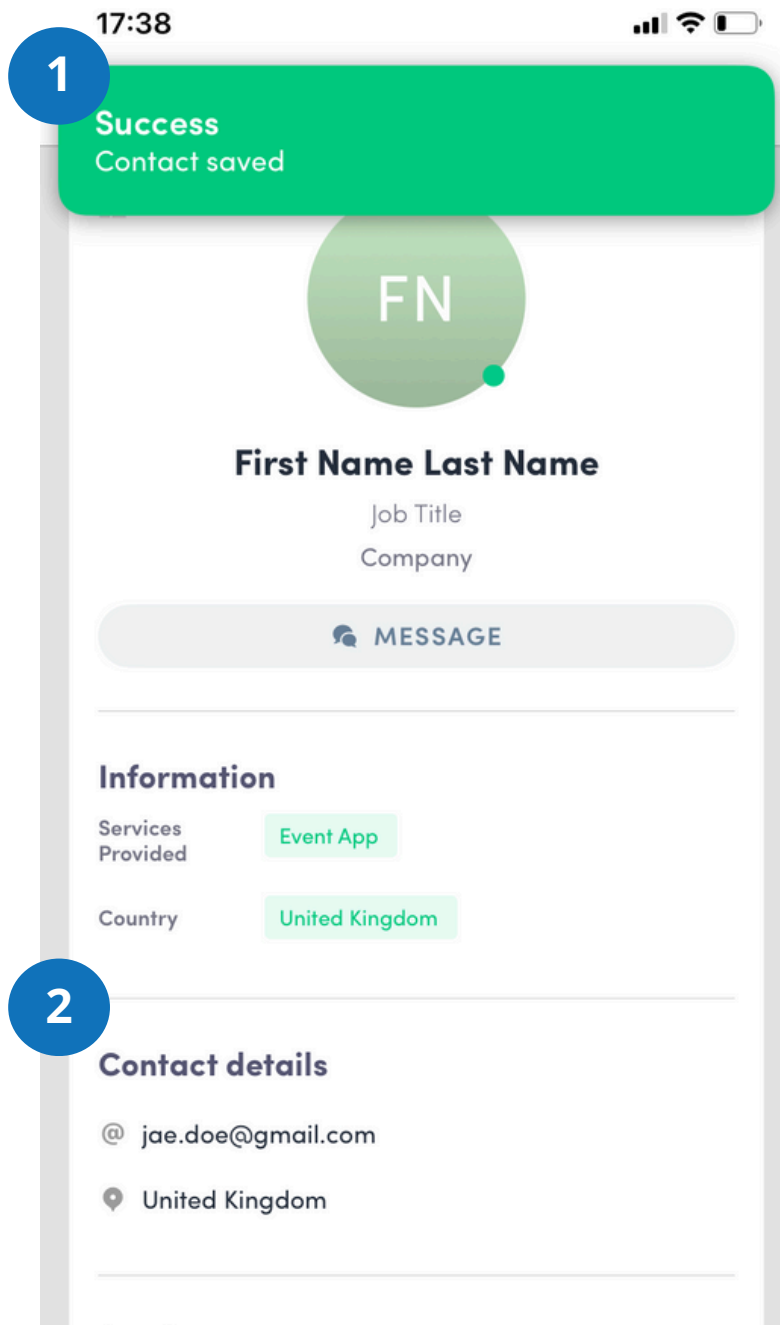 17:38
1
Success
Contact saved
FN
First Name Last Name
Job Title
Company
MESSAGE
Information
Services
Provided
Event App
Country
United Kingdom
2
Contact details
@ jae.doe@gmail.com
United Kingdom